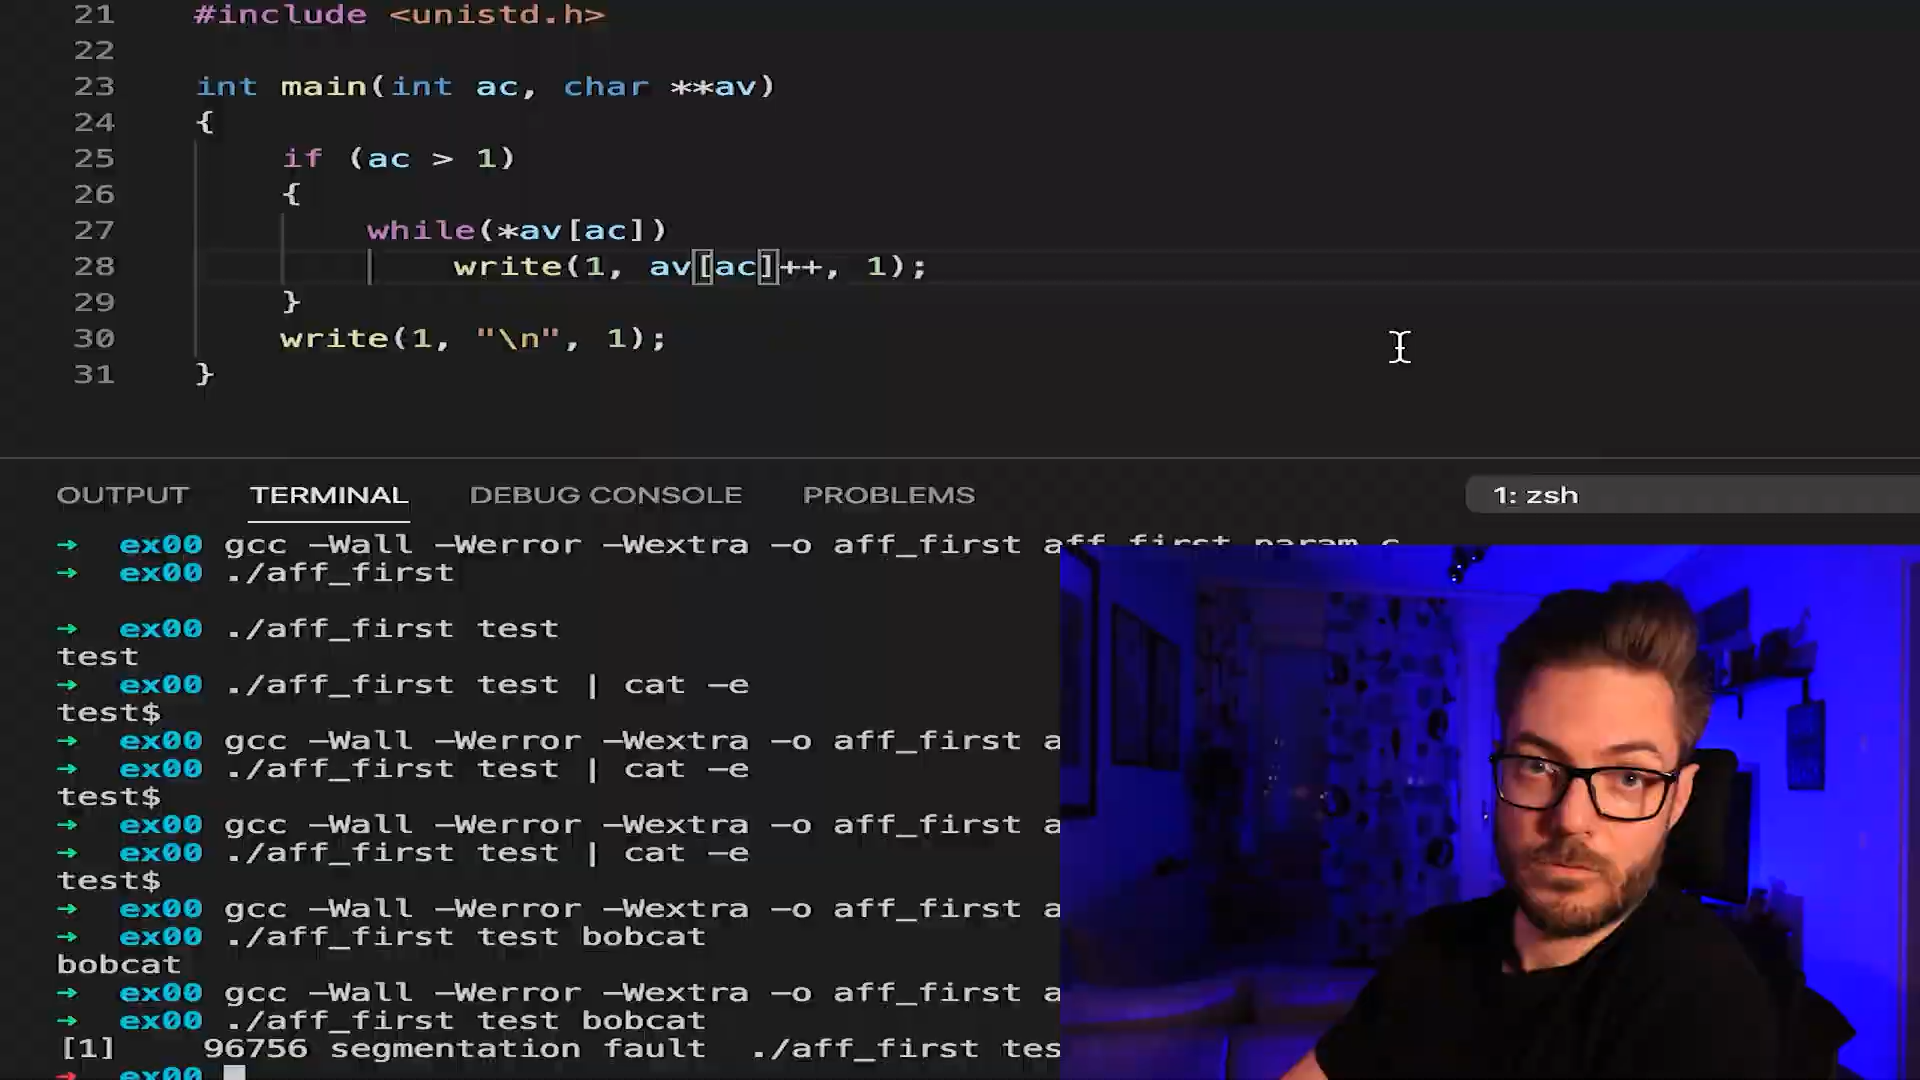 21 #include <unistd.h>
22
23 int main(int ac, char **av)
24 {
25 if (ac > 1)
26 {
27 while(*av[ac])
28 write(1, av[ac]++, 1);
29 }
30 write(1, "\n", 1);
31 }
OUTPUT TERMINAL DEBUG CONSOLE PROBLEMS 1: zsh
→ ex00 gcc -Wall -Werror -Wextra -o aff_first aff_first_param.c
→ ex00 ./aff_first
→ ex00 ./aff_first test
test
→ ex00 ./aff_first test | cat -e
test$
→ ex00 gcc -Wall -Werror -Wextra -o aff_first a
→ ex00 ./aff_first test | cat -e
test$
→ ex00 gcc -Wall -Werror -Wextra -o aff_first a
→ ex00 ./aff_first test | cat -e
test$
→ ex00 gcc -Wall -Werror -Wextra -o aff_first a
→ ex00 ./aff_first test bobcat
bobcat
→ ex00 gcc -Wall -Werror -Wextra -o aff_first a
→ ex00 ./aff_first test bobcat
[1] 96756 segmentation fault ./aff_first tes
→ ex00